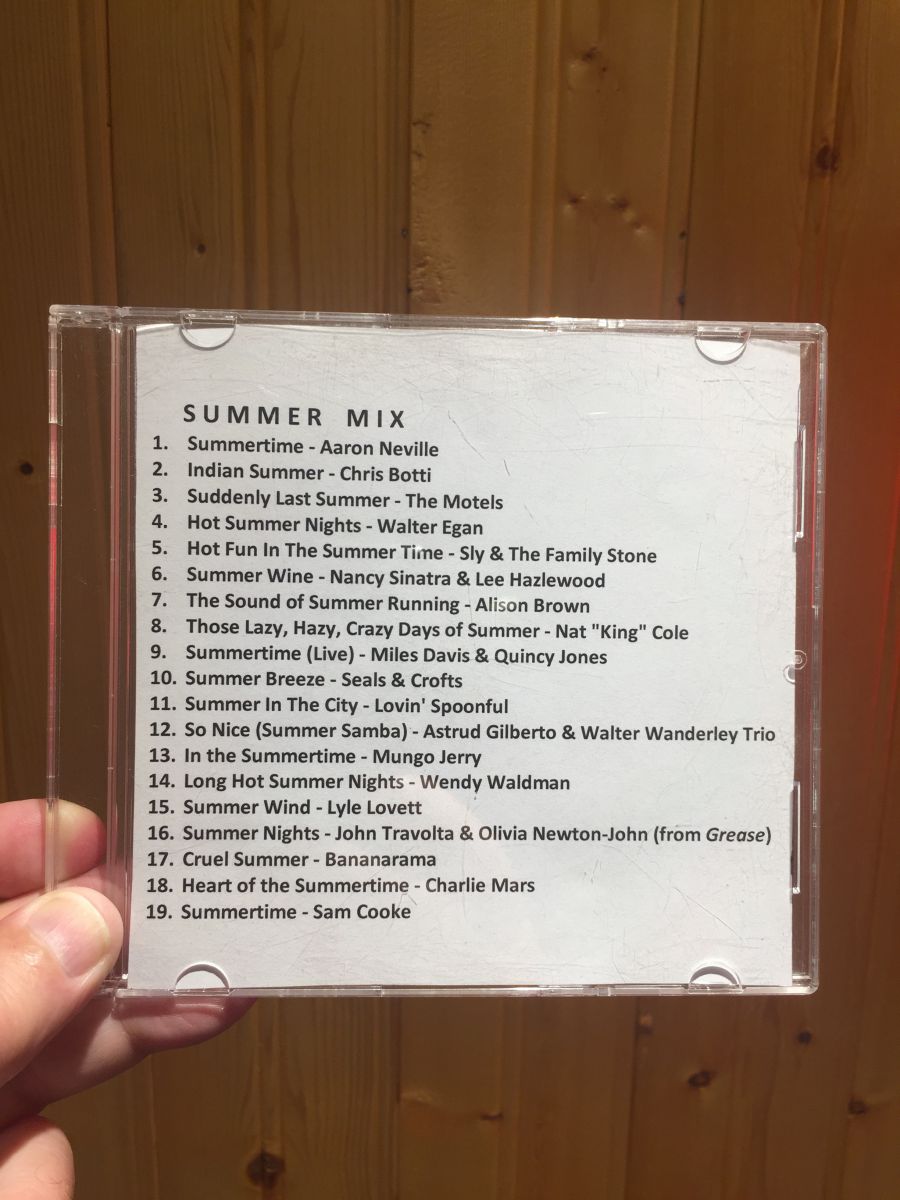 SUMMER MIX
1. Summertime - Aaron Neville
2. Indian Summer - Chris Botti
3. Suddenly Last Summer - The Motels
4. Hot Summer Nights - Walter Egan
5. Hot Fun In The Summer Time - Sly & The Family Stone
6. Summer Wine - Nancy Sinatra & Lee Hazlewood
7. The Sound of Summer Running - Alison Brown
8. Those Lazy, Hazy, Crazy Days of Summer - Nat "King" Cole
9. Summertime (Live) - Miles Davis & Quincy Jones
10. Summer Breeze - Seals & Crofts
11. Summer In The City - Lovin' Spoonful
12. So Nice (Summer Samba) - Astrud Gilberto & Walter Wanderley Trio
13. In the Summertime - Mungo Jerry
14. Long Hot Summer Nights - Wendy Waldman
15. Summer Wind - Lyle Lovett
16. Summer Nights - John Travolta & Olivia Newton-John (from Grease)
17. Cruel Summer - Bananarama
18. Heart of the Summertime - Charlie Mars
19. Summertime - Sam Cooke